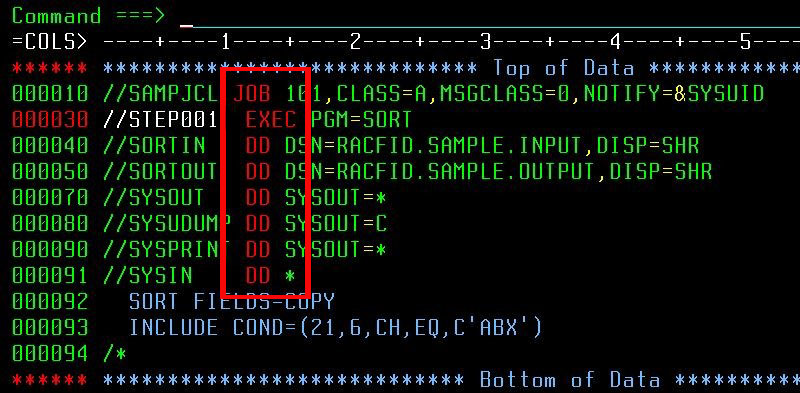 Command ===> _
=COLS> ----+----1----+----2----+----3----+----4----+----5
****** ***************************** Top of Data ************
000010 //SAMPJCL JOB 101,CLASS=A,MSGCLASS=0,NOTIFY=&SYSUID
000030 //STEP001  EXEC PGM=SORT
000040 //SORTIN   DD DSN=RACFID.SAMPLE.INPUT,DISP=SHR
000050 //SORTOUT  DD DSN=RACFID.SAMPLE.OUTPUT,DISP=SHR
000070 //SYSOUT   DD SYSOUT=*
000080 //SYSUDUMP DD SYSOUT=C
000090 //SYSPRINT DD SYSOUT=*
000091 //SYSIN    DD *
000092   SORT FIELDS=COPY
000093   INCLUDE COND=(21,6,CH,EQ,C'ABX')
000094 /*
****** **************************** Bottom of Data **********